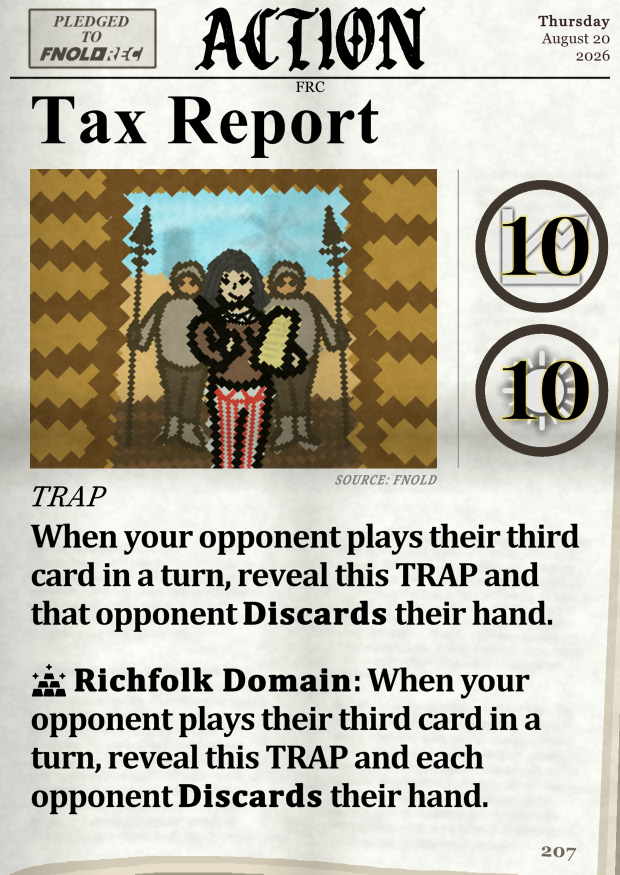 PLEDGED
TO
FNOLD REC
ACTION
Thursday
August 20
2026
FRC
Tax Report
10
10
SOURCE: FNOLD
TRAP
When your opponent plays their third
card in a turn, reveal this TRAP and
that opponent Discards their hand.
Richfolk Domain: When your
opponent plays their third card in a
turn, reveal this TRAP and each
opponent Discards their hand.
207